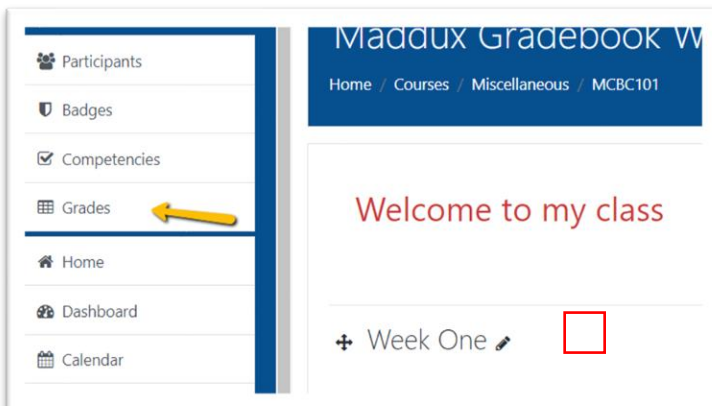 Participants
Badges
Competencies
Grades
Home
Dashboard
Calendar
Maddux Gradebook W
Home / Courses / Miscellaneous / MCBC101
Welcome to my class
Week One